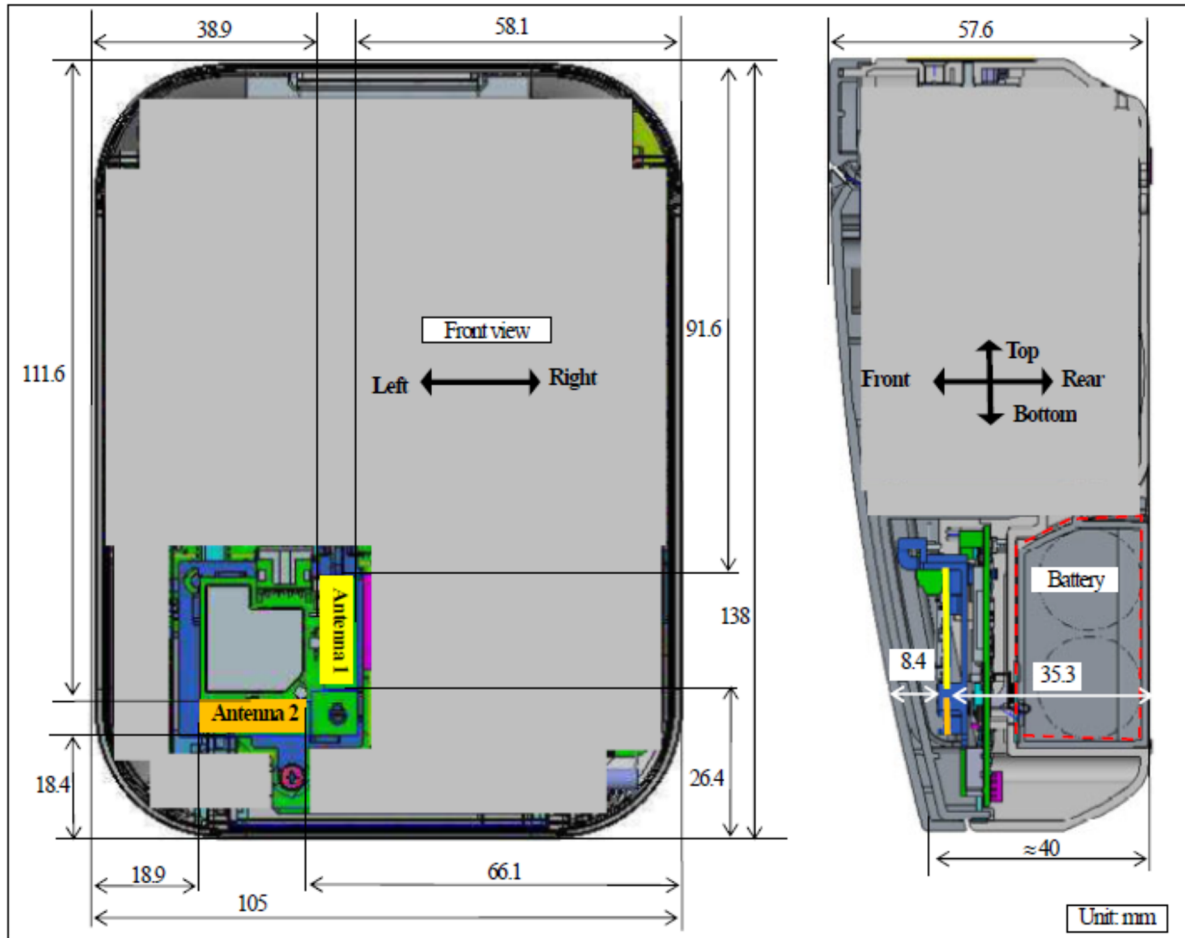 38.9
58.1
57.6
111.6
Front view
Left
Right
91.6
138
Antenna 1
Antenna 2
18.4
26.4
18.9
66.1
105
Top
Front
Rear
Bottom
Battery
8.4
35.3
≈40
Unit: mm